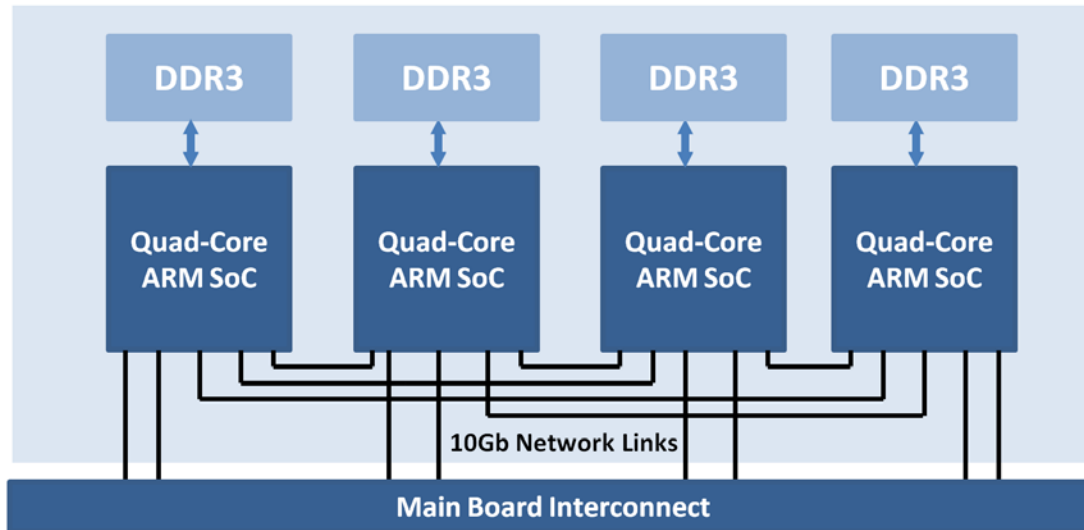 DDR3
DDR3
DDR3
DDR3
Quad-Core
ARM SoC
Quad-Core
ARM SoC
Quad-Core
ARM SoC
Quad-Core
ARM SoC
10Gb Network Links
Main Board Interconnect